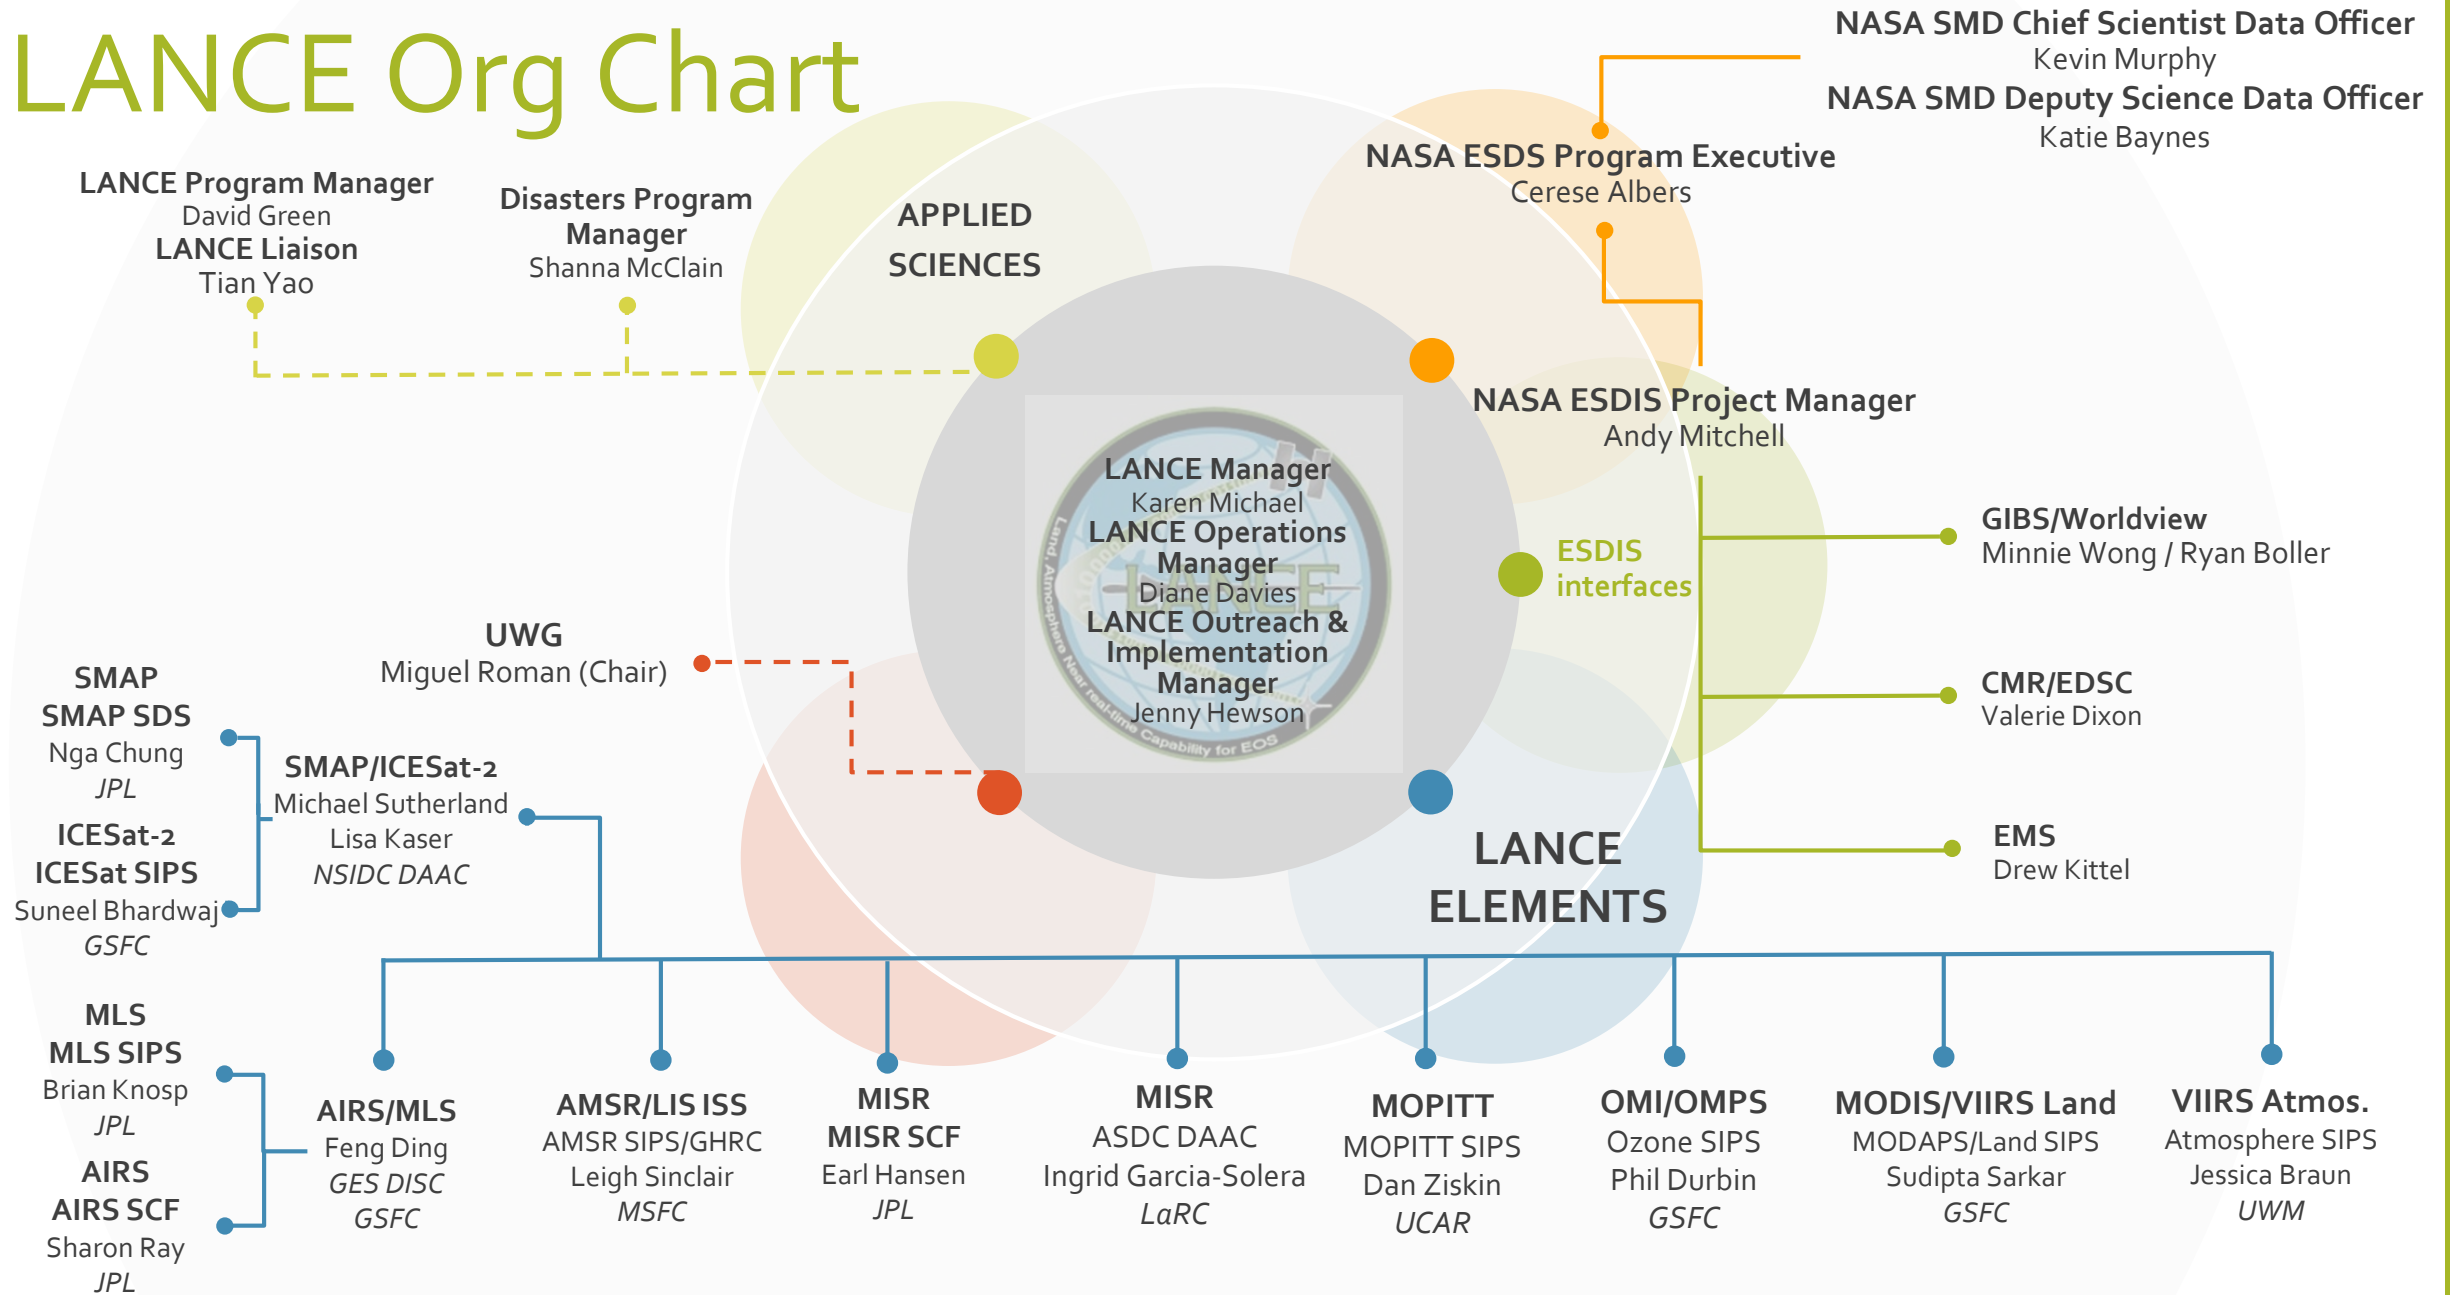 LANCE Org Chart
NASA SMD Chief Scientist Data Officer
Kevin Murphy
NASA SMD Deputy Science Data Officer
Katie Baynes
NASA ESDS Program Executive
Cerese Albers
LANCE Program Manager
David Green
LANCE Liaison
Tian Yao
Disasters Program
Manager
Shanna McClain
APPLIED
SCIENCES
NASA ESDIS Project Manager
Andy Mitchell
LANCE Manager
Karen Michael
LANCE Operations
Manager
Diane Davies
LANCE Outreach &
Implementation
Manager
Jenny Hewson
LANCE
Land, Atmosphere Near real-time Capability for EOS
ESDIS
interfaces
GIBS/Worldview
Minnie Wong / Ryan Boller
CMR/EDSC
Valerie Dixon
EMS
Drew Kittel
UWG
Miguel Roman (Chair)
SMAP
SMAP SDS
Nga Chung
JPL
ICESat-2
ICESat SIPS
Suneel Bhardwaj
GSFC
SMAP/ICESat-2
Michael Sutherland
Lisa Kaser
NSIDC DAAC
LANCE
ELEMENTS
MLS
MLS SIPS
Brian Knosp
JPL
AIRS
AIRS SCF
Sharon Ray
JPL
AIRS/MLS
Feng Ding
GES DISC
GSFC
AMSR/LIS ISS
AMSR SIPS/GHRC
Leigh Sinclair
MSFC
MISR
MISR SCF
Earl Hansen
JPL
MISR
ASDC DAAC
Ingrid Garcia-Solera
LaRC
MOPITT
MOPITT SIPS
Dan Ziskin
UCAR
OMI/OMPS
Ozone SIPS
Phil Durbin
GSFC
MODIS/VIIRS Land
MODAPS/Land SIPS
Sudipta Sarkar
GSFC
VIIRS Atmos.
Atmosphere SIPS
Jessica Braun
UWM